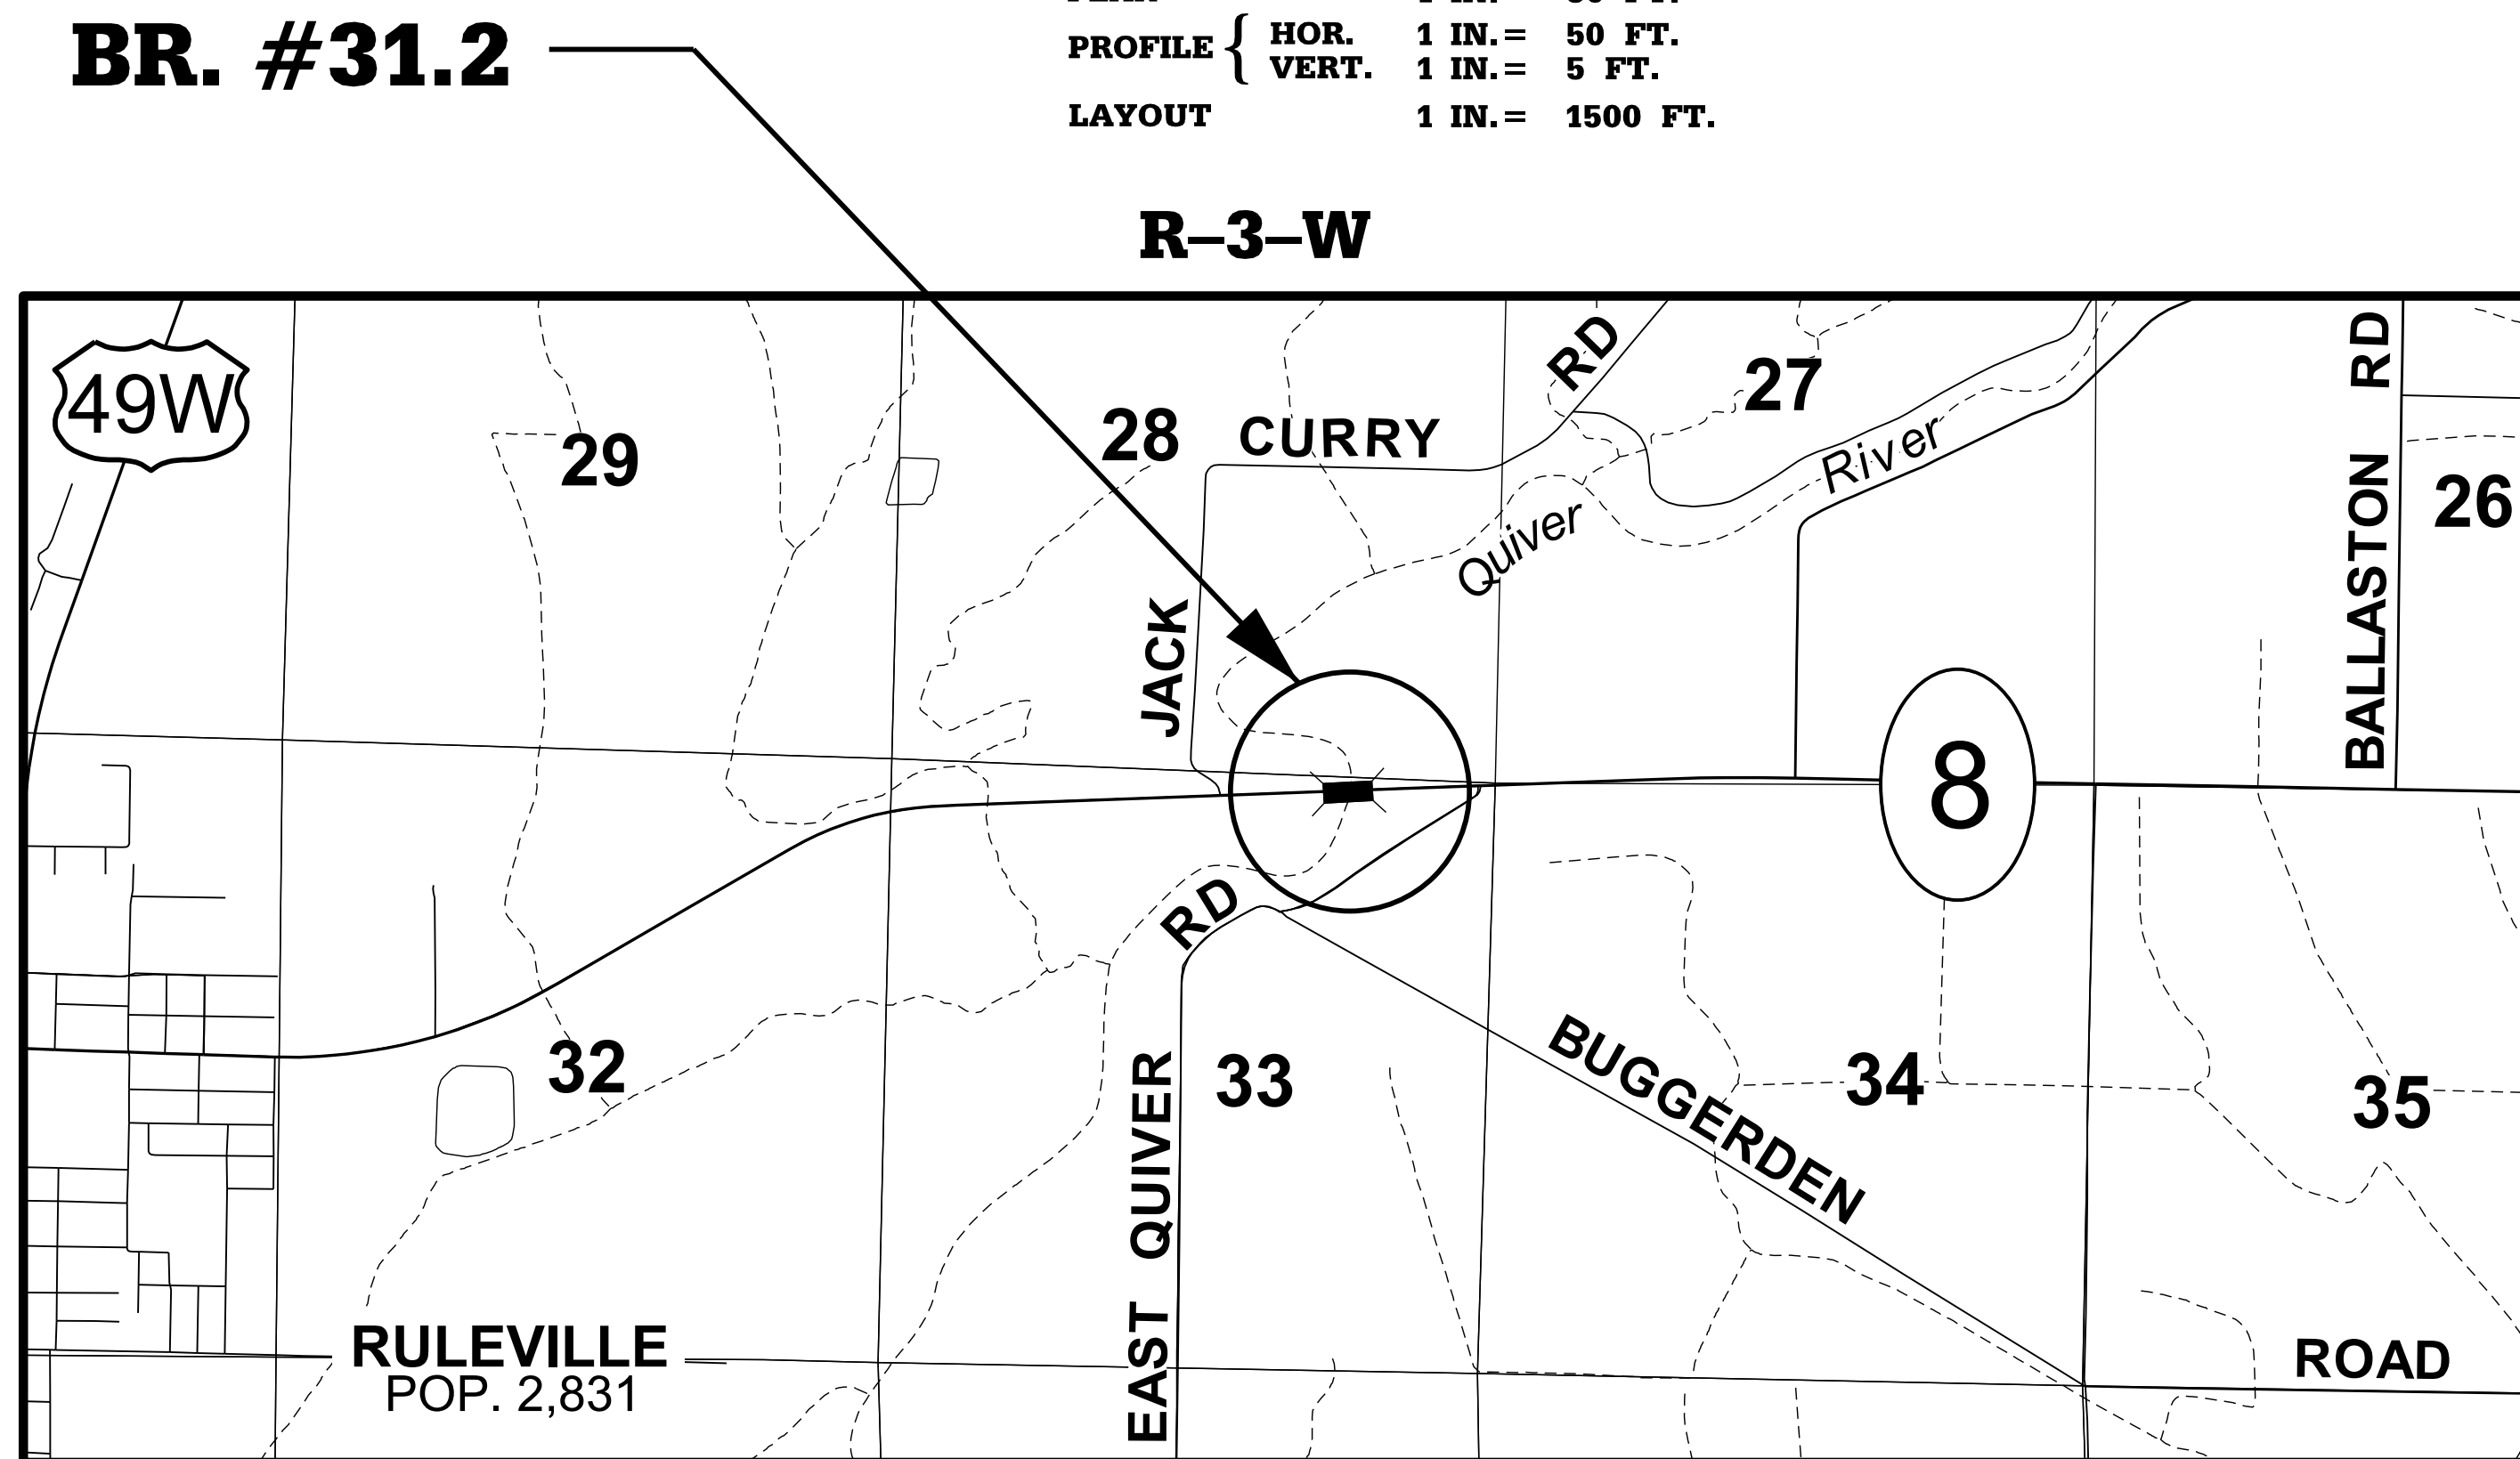 BR. #31.2
PROFILE { HOR. 1 IN.= 50 FT.
VERT. 1 IN.= 5 FT.
LAYOUT 1 IN.= 1500 FT.
R–3–W
49W
29
28
CURRY
RD
27
River
Quiver
BALLASTON RD
26
JACK
8
RD
32
33
EAST QUIVER
BUGGERDEN
34
35
RULEVILLE
POP. 2,831
ROAD